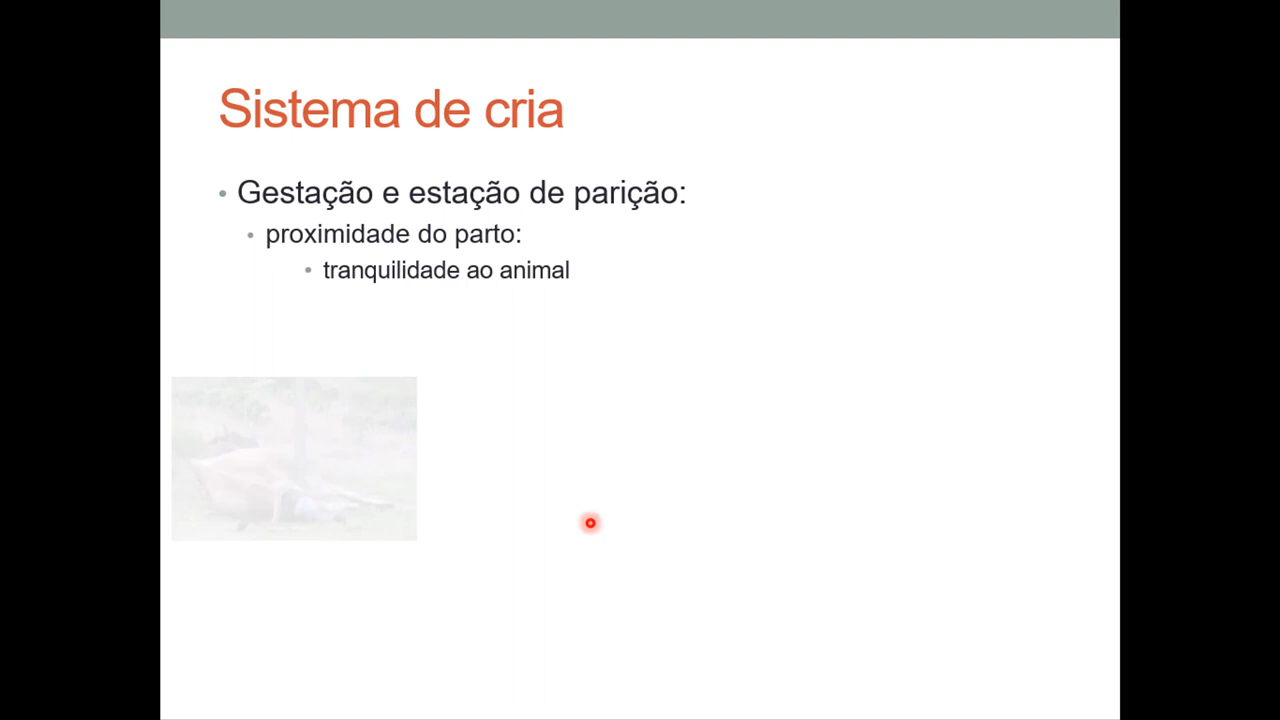 Sistema de cria
• Gestação e estação de parição:
• proximidade do parto:
• tranquilidade ao animal